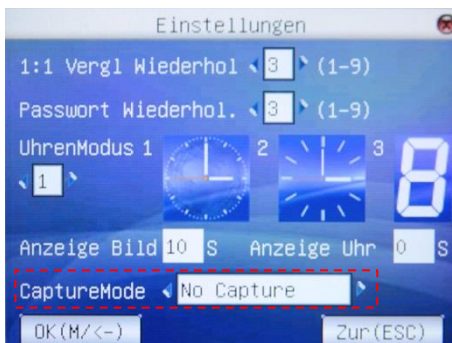 Einstellungen
1:1 Vergl Wiederhol 3 (1-9)
Passwort Wiederhol. 3 (1-9)
UhrenModus 1 2 3 8
1
Anzeige Bild 10 S Anzeige Uhr 0 S
CaptureMode No Capture
OK(M/<-) Zur(ESC)